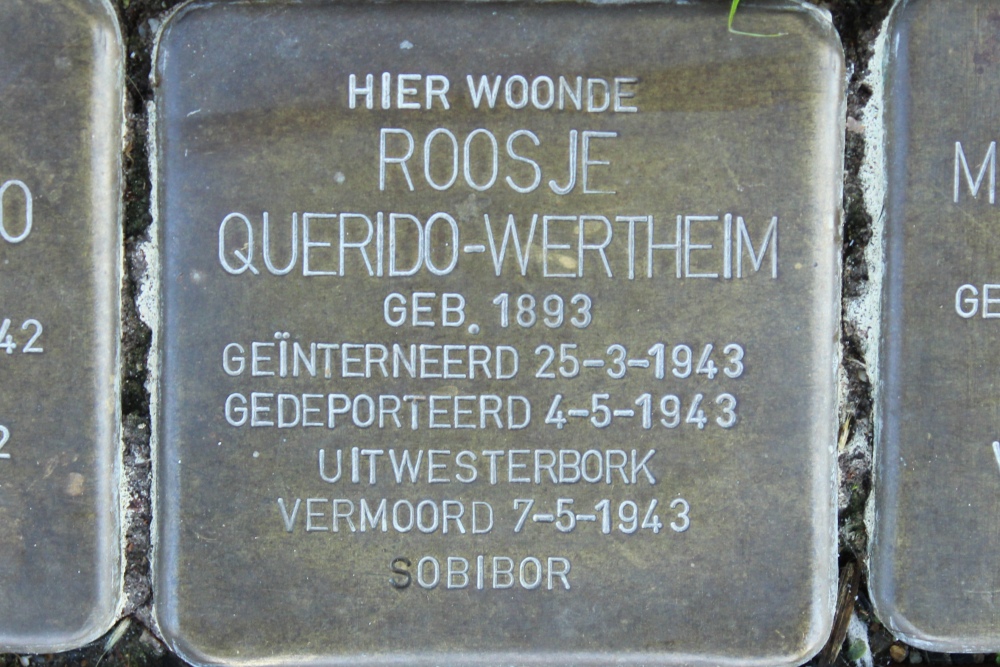 HIER WOONDE
ROOSJE
QUERIDO-WERTHEIM
GEB. 1893
GEÏNTERNEERD 25-3-1943
GEDEPORTEERD 4-5-1943
UIT WESTERBORK
VERMOORD 7-5-1943
SOBIBOR